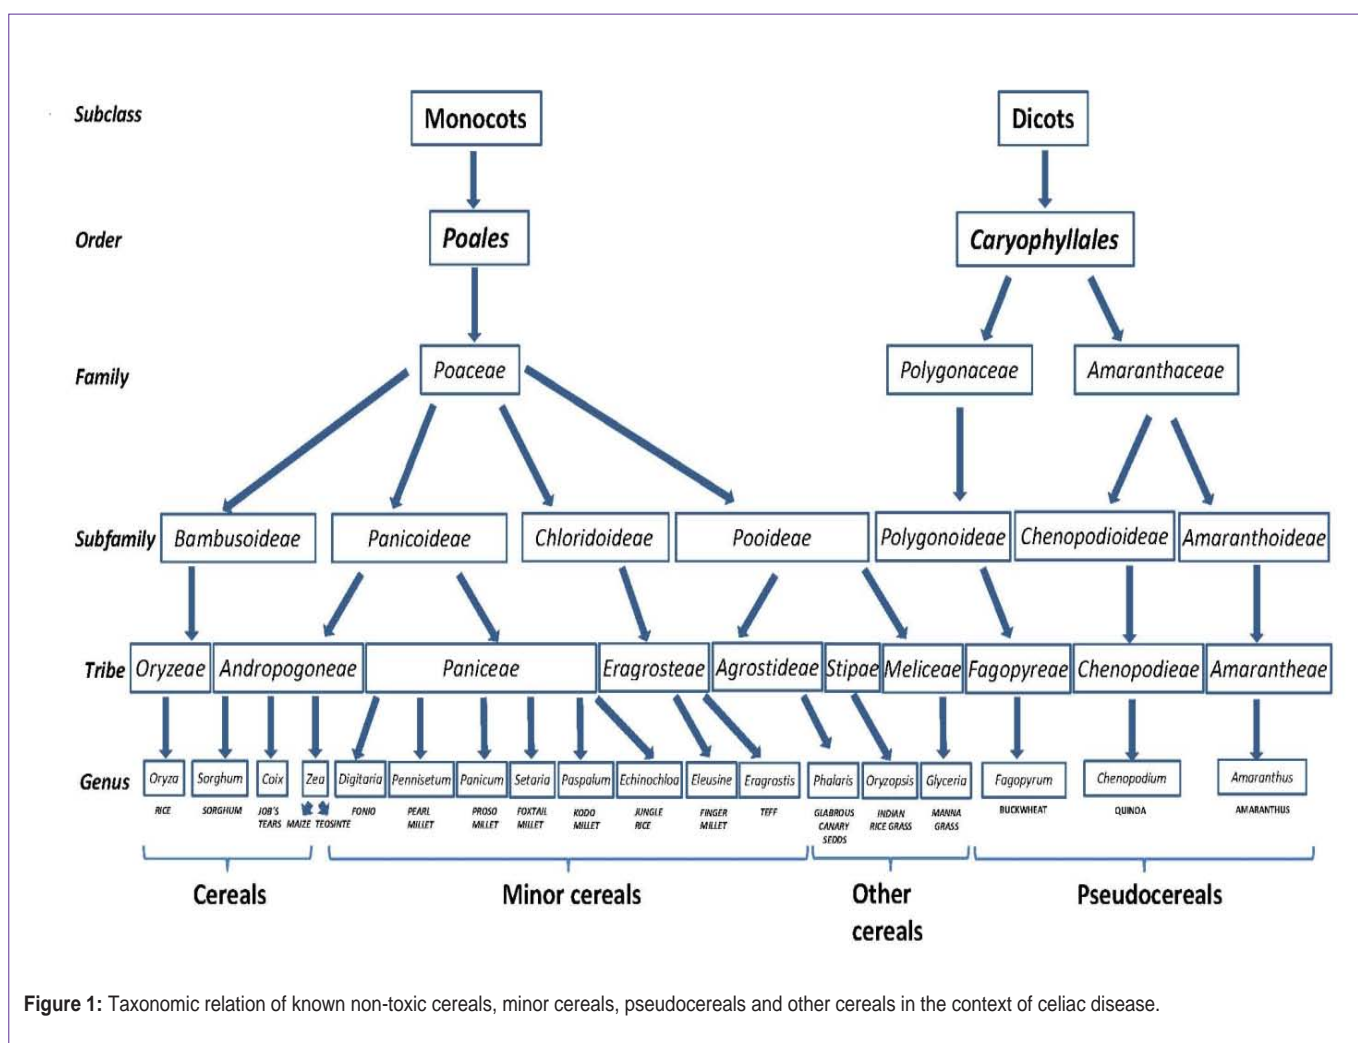 Subclass Monocots Dicots
Order Poales Caryophyllales
Family Poaceae Polygonaceae Amaranthaceae
Subfamily Bambusoideae Panicoideae Chloridoideae Pooideae Polygonoideae Chenopodioideae Amaranthoideae
Tribe Oryzeae Andropogoneae Paniceae Eragrosteae Agrostideae Stipae Meliceae Fagopyreae Chenopodieae Amarantheae
Genus Oryza Sorghum Coix Zea Digitaria Pennisetum Panicum Setaria Paspalum Echinochloa Eleusine Eragrostis Phalaris Oryzopsis Glyceria Fagopyrum Chenopodium Amaranthus
RICE SORGHUM JOB'S FONIO PEARL PROSO FOXTAIL KODO JUNGLE FINGER TEFF GLABROUS INDIAN MANNA BUCKWHEAT QUINOA AMARANTHUS
TEARS MAIZE TEOSINTE MILLET MILLET MILLET MILLET RICE MILLET CANARY RICE GRASS GRASS
SEDDS
Cereals Minor cereals Other Pseudocereals
cereals
Figure 1: Taxonomic relation of known non-toxic cereals, minor cereals, pseudocereals and other cereals in the context of celiac disease.